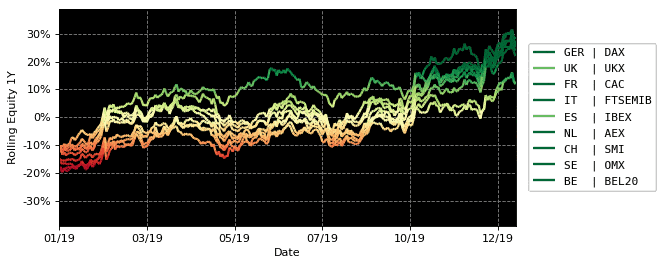 30%
20%
10%
0%
-10%
-20%
-30%
Rolling Equity 1Y
01/19 03/19 05/19 07/19 10/19 12/19
Date
GER | DAX
UK | UKX
FR | CAC
IT | FTSEMIB
ES | IBEX
NL | AEX
CH | SMI
SE | OMX
BE | BEL20